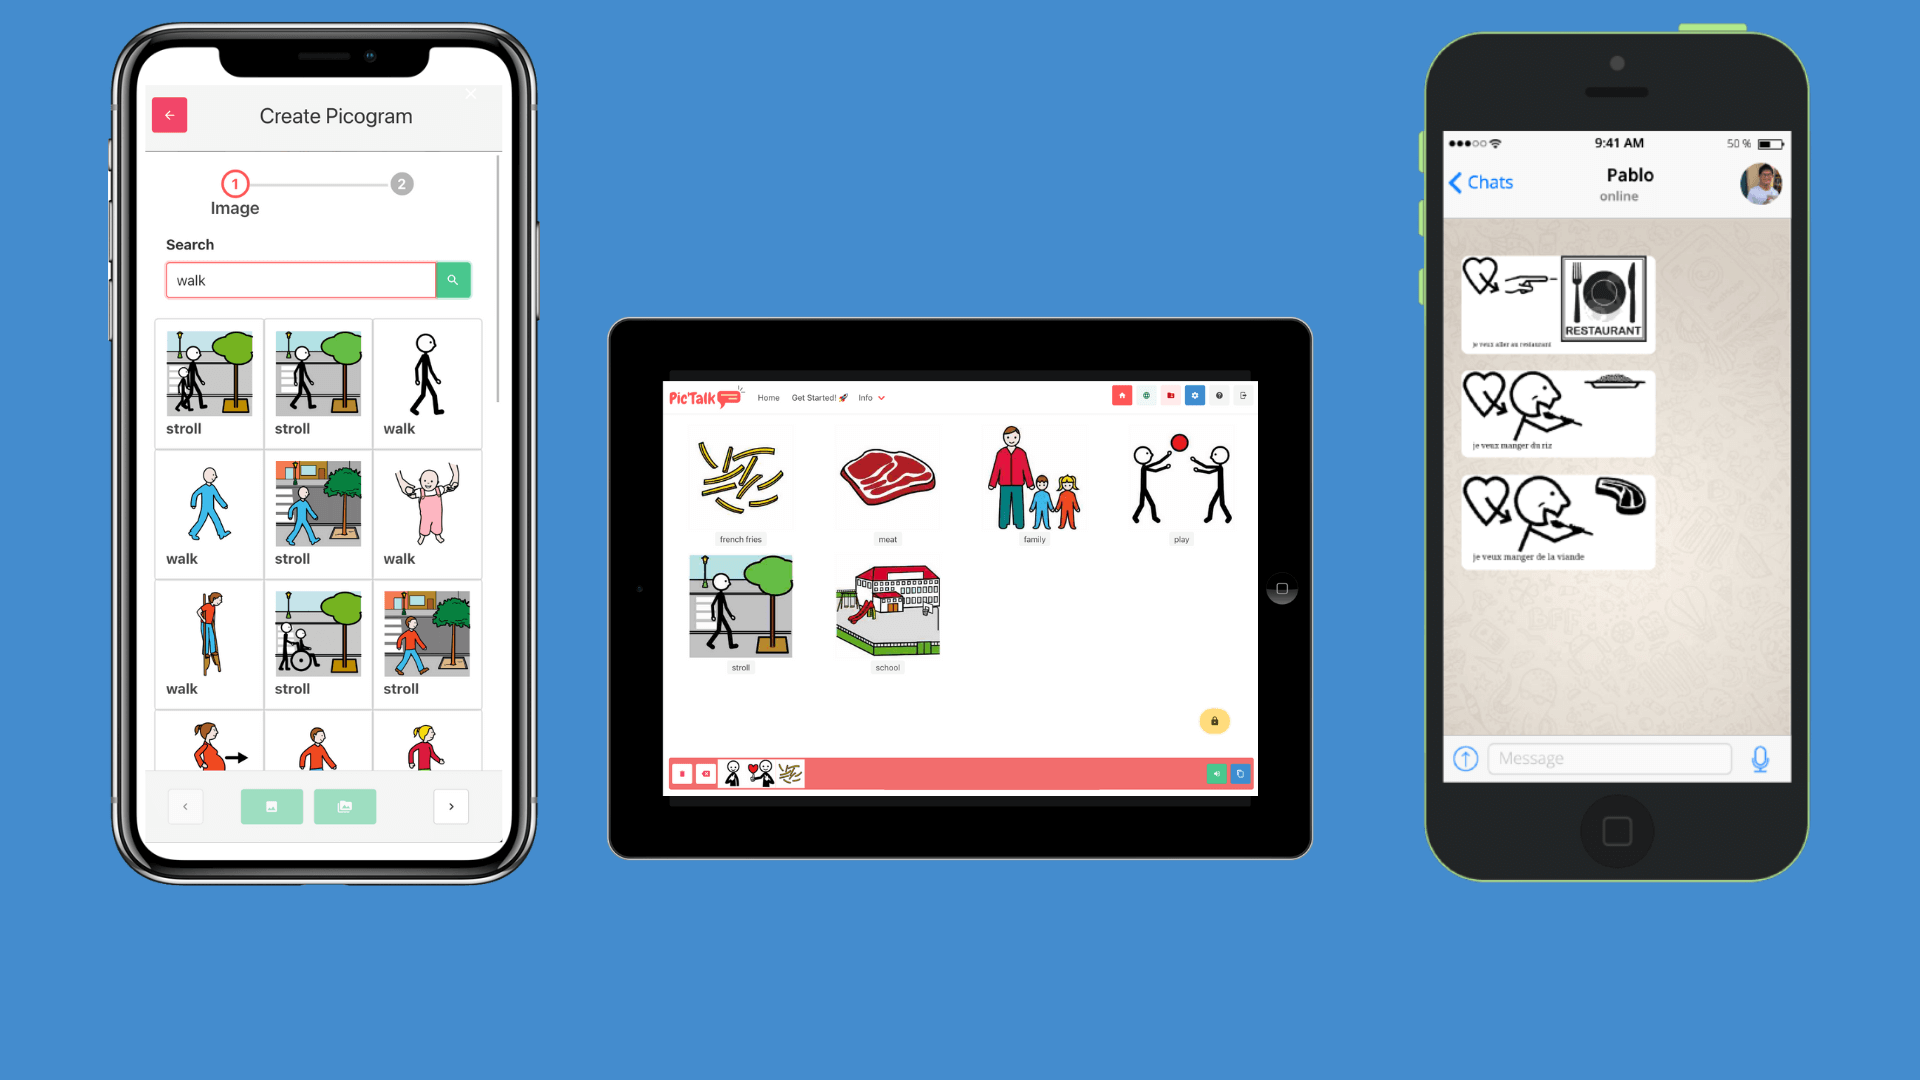 Create Picogram
1
2
Image
Search
walk
stroll
stroll
walk
walk
stroll
walk
walk
stroll
stroll
Pic'Talk
Home
Get Started!
Info
french fries
meat
family
play
stroll
school
9:41 AM
50 %
Chats
Pablo
online
RESTAURANT
je veux aller au restaurant
je veux manger du riz
je veux manger de la viande
Message